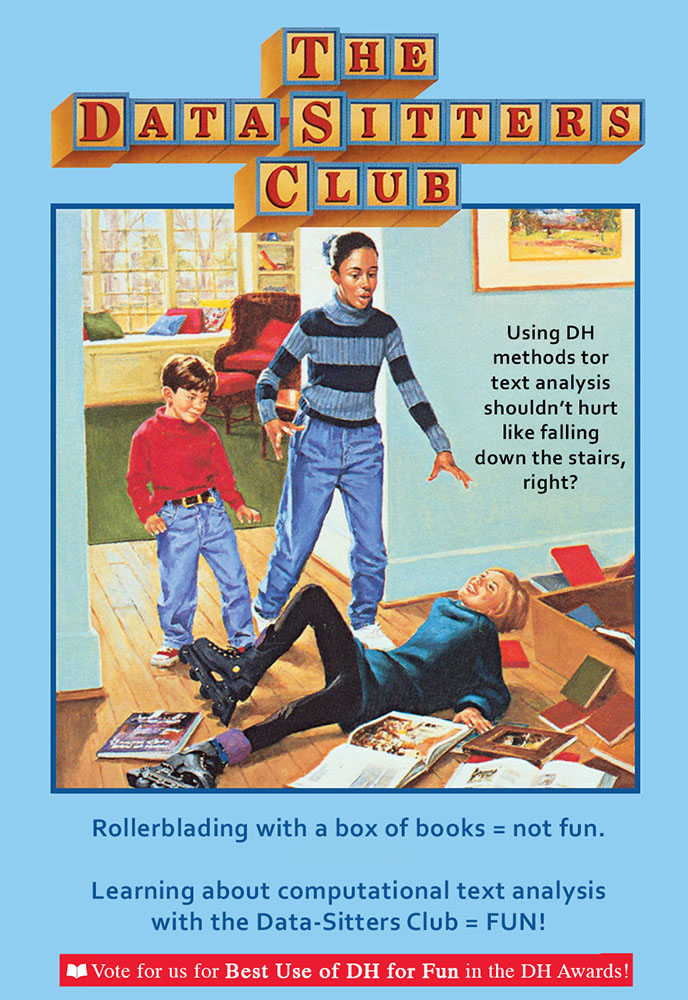 THE
DATA SITTERS
CLUB
Using DH
methods tor
text analysis
shouldn't hurt
like falling
down the stairs,
right?
Rollerblading with a box of books = not fun.
Learning about computational text analysis
with the Data-Sitters Club = FUN!
Vote for us for Best Use of DH for Fun in the DH Awards!